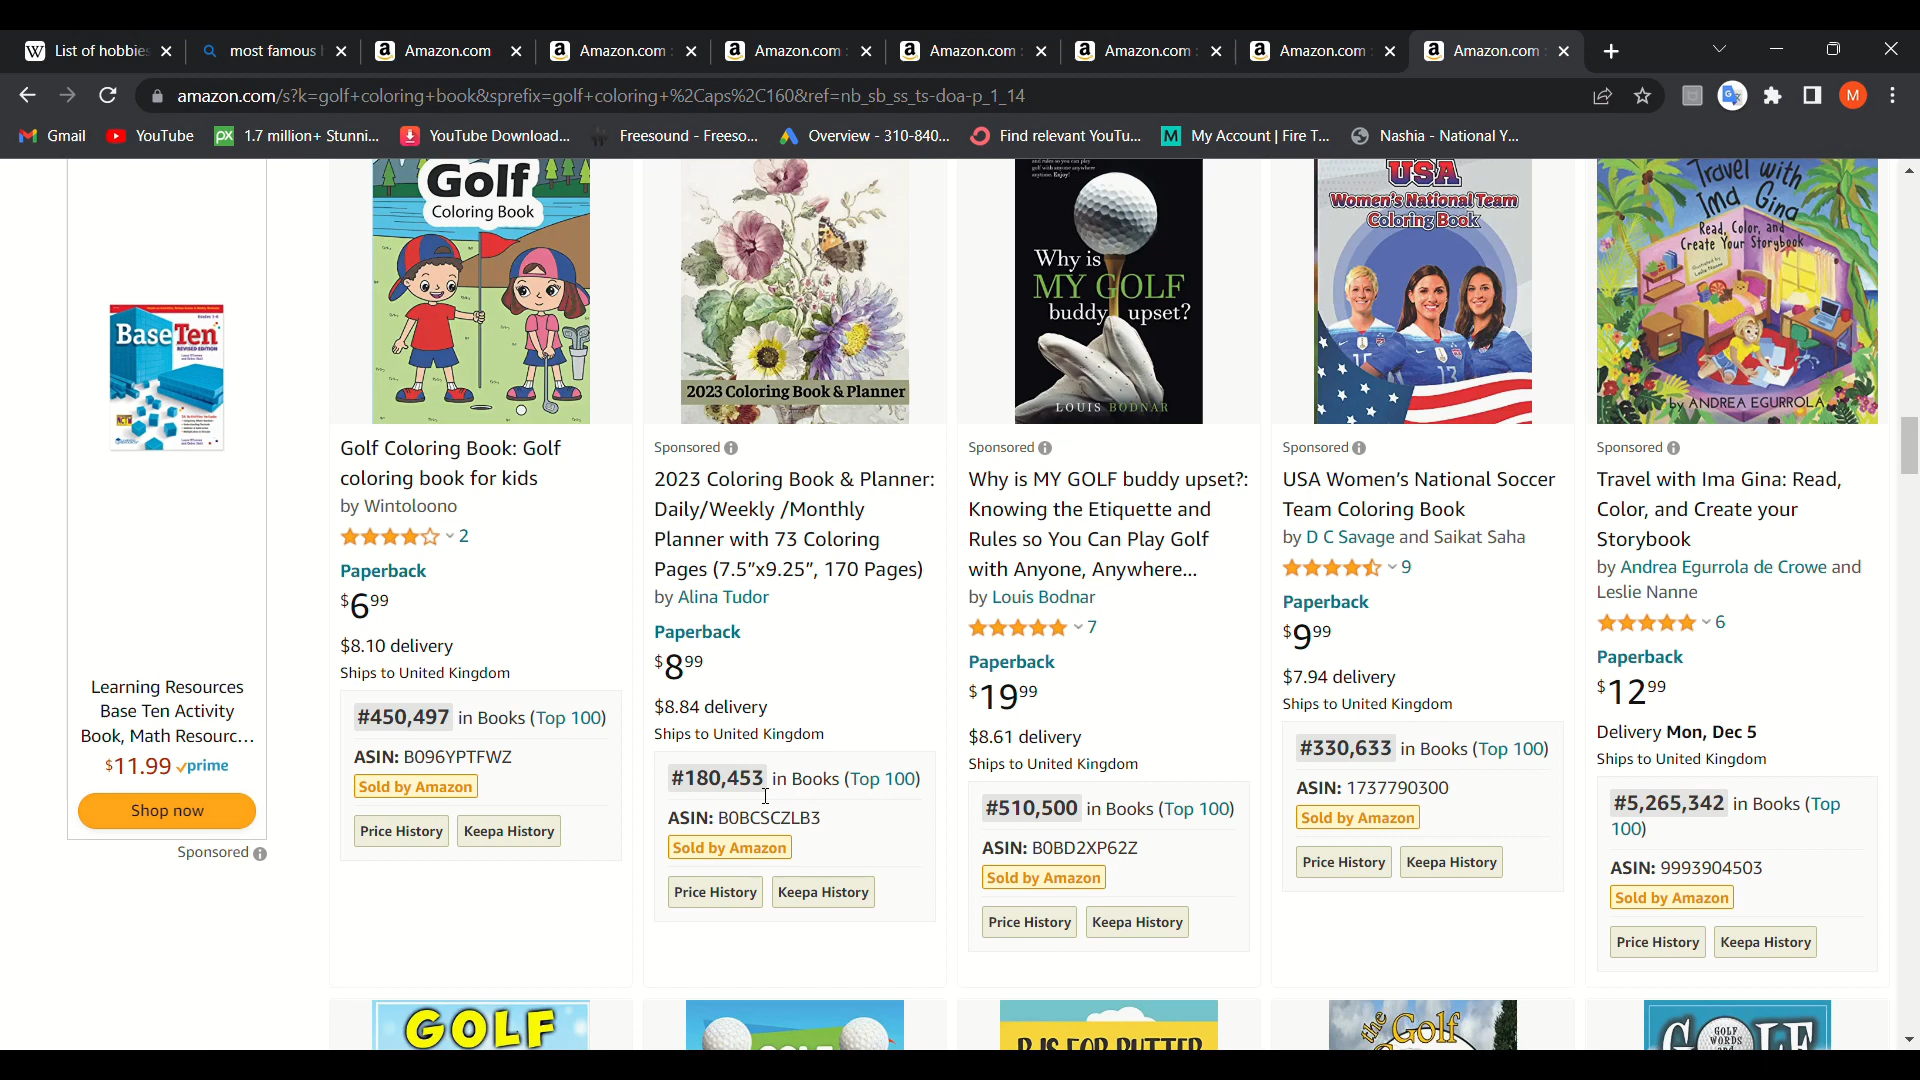 List of hobbies
most famous
Amazon.com
Amazon.com :
Amazon.com :
Amazon.com :
Amazon.com :
Amazon.com :
Amazon.com :
amazon.com/s?k=golf+coloring+book&sprefix=golf+coloring+%2Caps%2C160&ref=nb_sb_ss_ts-doa-p_1_14
M
Gmail
YouTube
1.7 million+ Stunni...
YouTube Download...
Freesound - Freeso...
Overview - 310-840...
Find relevant YouTu...
My Account | Fire T...
Nashia - National Y...
Base Ten
REVISED EDITION
Learning Resources
Base Ten Activity
Book, Math Resourc...
$11.99 prime
Shop now
Sponsored
Golf
Coloring Book
Golf Coloring Book: Golf
coloring book for kids
by Wintoloono
2
Paperback
$6.99
$8.10 delivery
Ships to United Kingdom
#450,497 in Books (Top 100)
ASIN: B096YPTFWZ
Sold by Amazon
Price History
Keepa History
2023 Coloring Book & Planner
Sponsored
2023 Coloring Book & Planner:
Daily/Weekly /Monthly
Planner with 73 Coloring
Pages (7.5”x9.25”, 170 Pages)
by Alina Tudor
Paperback
$8.99
$8.84 delivery
Ships to United Kingdom
#180,453 in Books (Top 100)
ASIN: B0BCSCZLB3
Sold by Amazon
Price History
Keepa History
Why is
MY GOLF
buddy upset?
LOUIS BODNAR
Sponsored
Why is MY GOLF buddy upset?:
Knowing the Etiquette and
Rules so You Can Play Golf
with Anyone, Anywhere...
by Louis Bodnar
7
Paperback
$19.99
$8.61 delivery
Ships to United Kingdom
#510,500 in Books (Top 100)
ASIN: B0BD2XP62Z
Sold by Amazon
Price History
Keepa History
USA
Women's National Team
Coloring Book
13
Sponsored
USA Women’s National Soccer
Team Coloring Book
by D C Savage and Saikat Saha
9
Paperback
$9.99
$7.94 delivery
Ships to United Kingdom
#330,633 in Books (Top 100)
ASIN: 1737790300
Sold by Amazon
Price History
Keepa History
Travel with
Ima Gina:
Read, Color, and
Create Your Storybook
by ANDREA EGURROLA
Sponsored
Travel with Ima Gina: Read,
Color, and Create your
Storybook
by Andrea Egurrola de Crowe and
Leslie Nanne
6
Paperback
$12.99
Delivery Mon, Dec 5
Ships to United Kingdom
#5,265,342 in Books (Top
100)
ASIN: 9993904503
Sold by Amazon
Price History
Keepa History
GOLF
the Golf
GOLF
WORDS